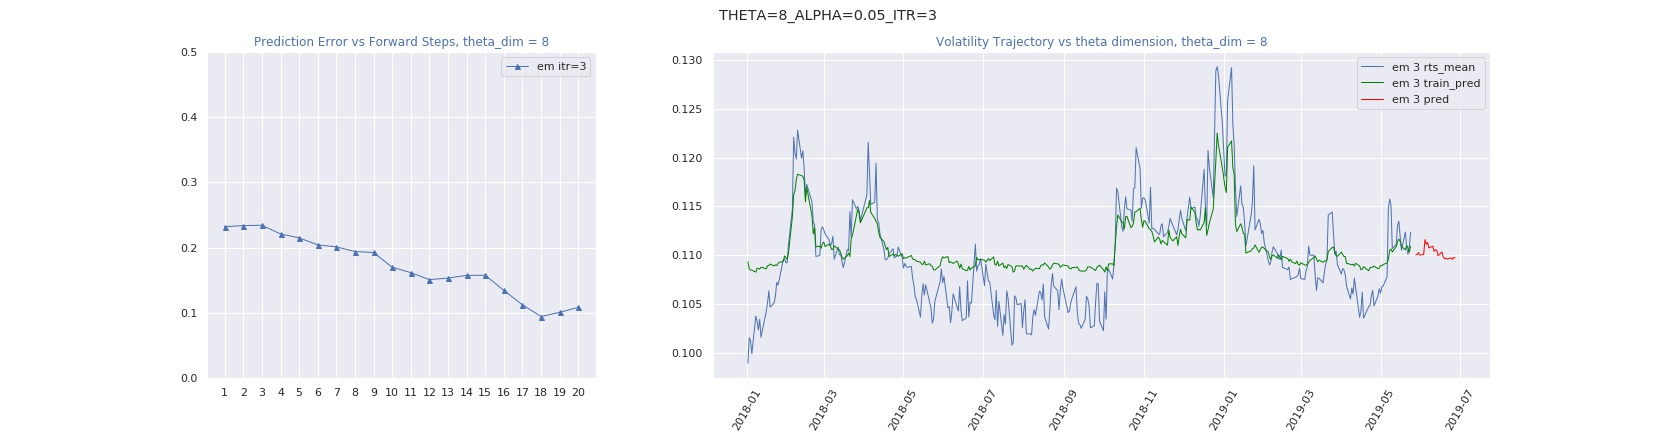 THETA=8_ALPHA=0.05_ITR=3
Prediction Error vs Forward Steps, theta_dim = 8
0.5
0.4
0.3
0.2
0.1
0.0
em itr=3
1 2 3 4 5 6 7 8 9 10 11 12 13 14 15 16 17 18 19 20
Volatility Trajectory vs theta dimension, theta_dim = 8
0.130
0.125
0.120
0.115
0.110
0.105
0.100
em 3 rts_mean
em 3 train_pred
em 3 pred
2018-01
2018-03
2018-05
2018-07
2018-09
2018-11
2019-01
2019-03
2019-05
2019-07